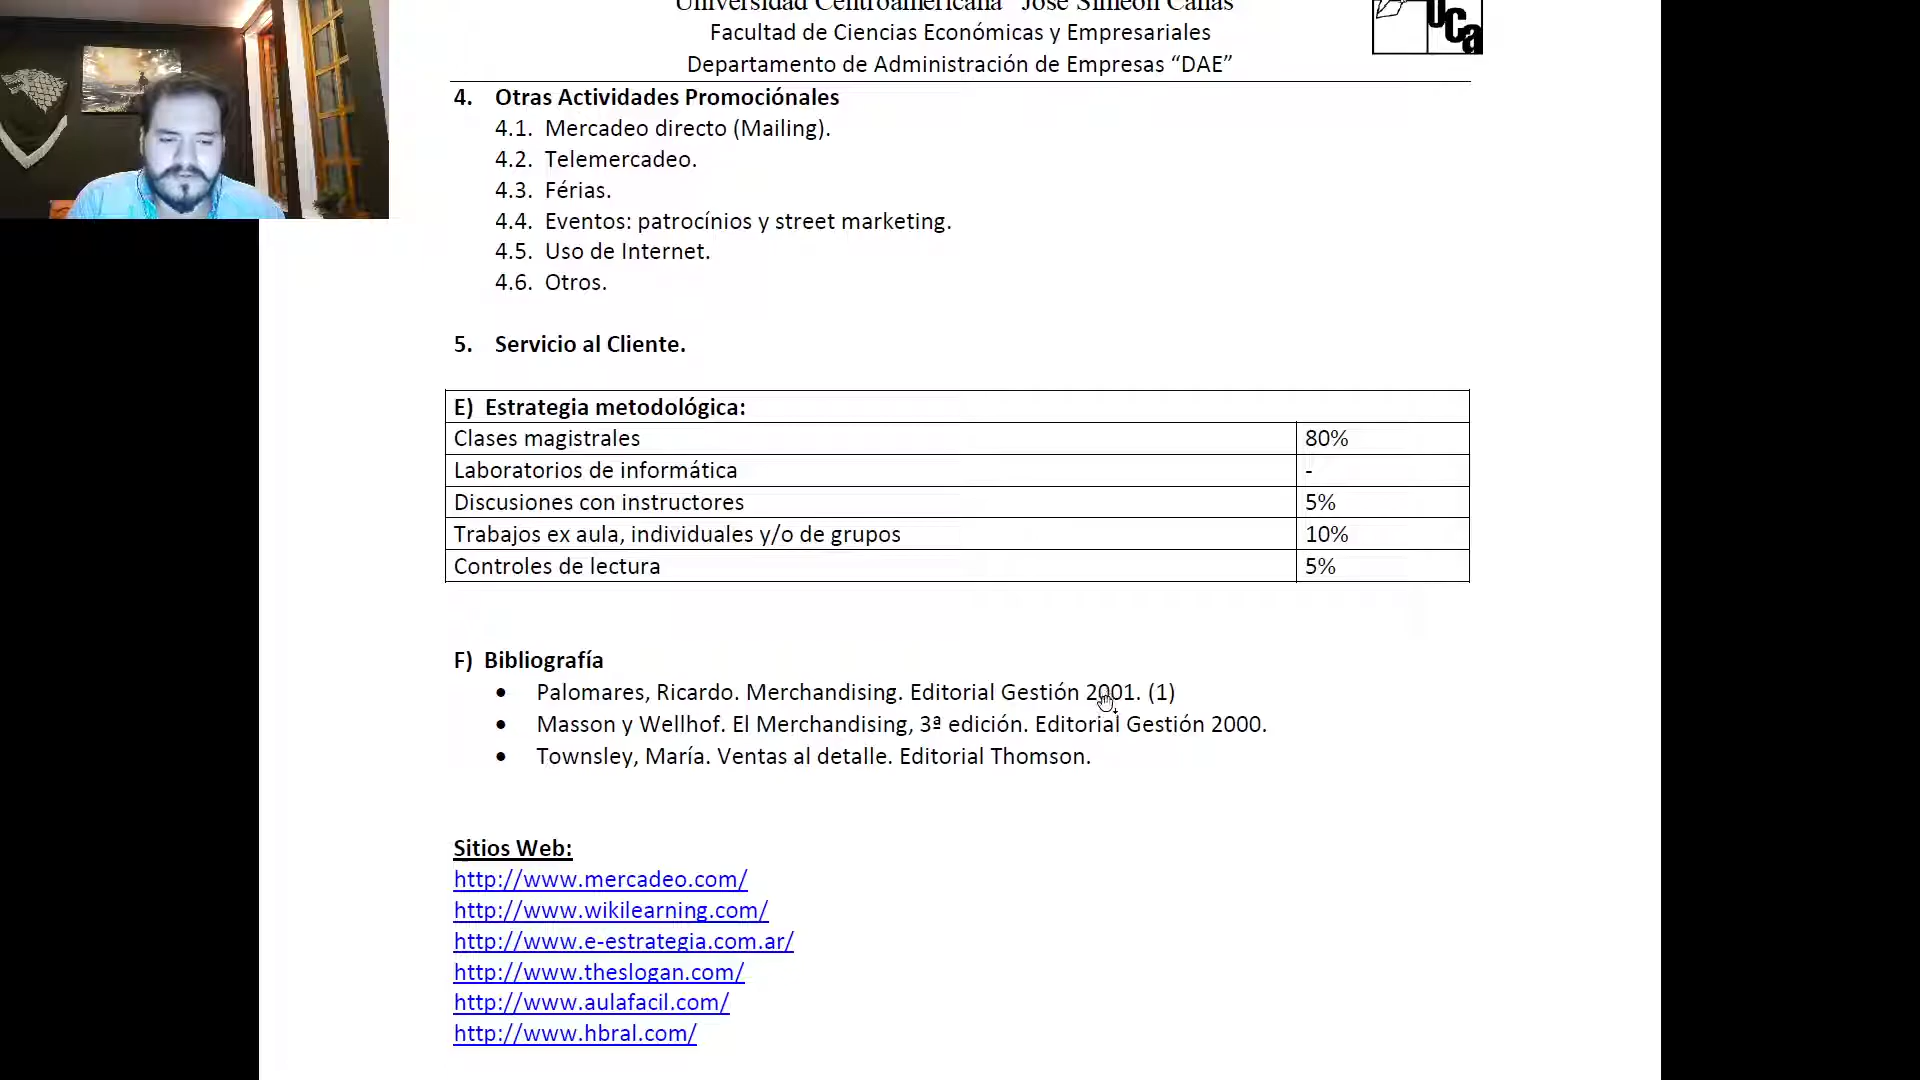 Universidad Centroamericana "José Simeón Cañas"
Facultad de Ciencias Económicas y Empresariales
Departamento de Administración de Empresas “DAE”
UCa
4. Otras Actividades Promociónales
4.1. Mercadeo directo (Mailing).
4.2. Telemercadeo.
4.3. Férias.
4.4. Eventos: patrocínios y street marketing.
4.5. Uso de Internet.
4.6. Otros.
5. Servicio al Cliente.
E) Estrategia metodológica:
Clases magistrales 80%
Laboratorios de informática -
Discusiones con instructores 5%
Trabajos ex aula, individuales y/o de grupos 10%
Controles de lectura 5%
F) Bibliografía
• Palomares, Ricardo. Merchandising. Editorial Gestión 2001. (1)
• Masson y Wellhof. El Merchandising, 3ª edición. Editorial Gestión 2000.
• Townsley, María. Ventas al detalle. Editorial Thomson.
Sitios Web:
http://www.mercadeo.com/
http://www.wikilearning.com/
http://www.e-estrategia.com.ar/
http://www.theslogan.com/
http://www.aulafacil.com/
http://www.hbral.com/